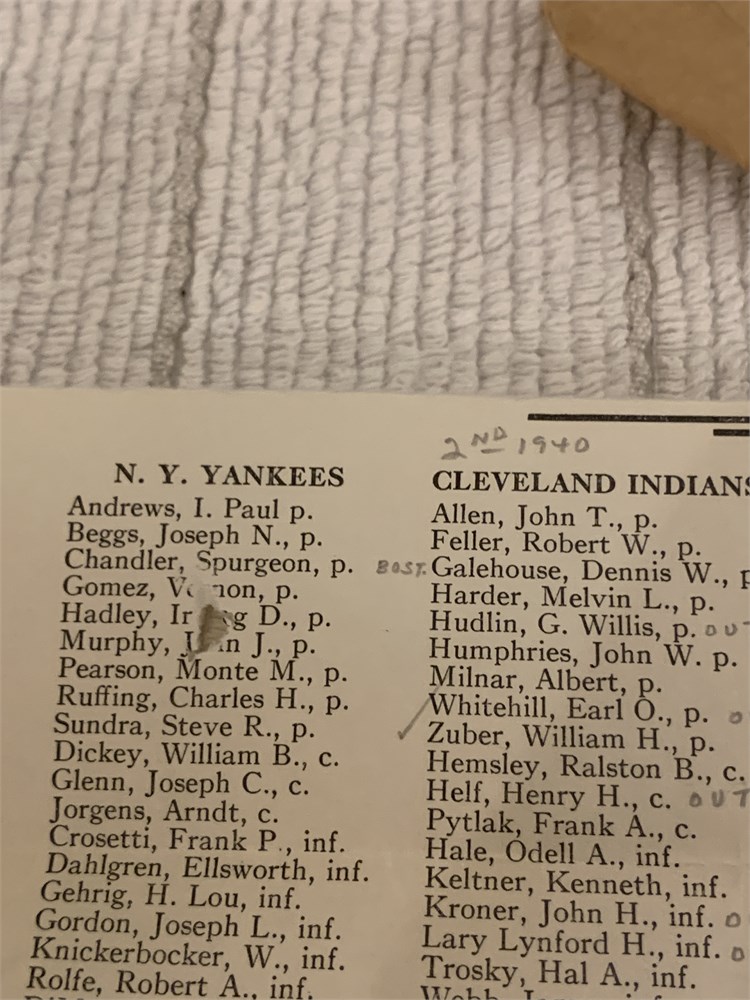 2ND 1940
N. Y. YANKEES
Andrews, I. Paul p.
Beggs, Joseph N., p.
Chandler, Spurgeon, p.
Gomez, V non, p.
Hadley, Ir g D., p.
Murphy, J n J., p.
Pearson, Monte M., p.
Ruffing, Charles H., p.
Sundra, Steve R., p.
Dickey, William B., c.
Glenn, Joseph C., c.
Jorgens, Arndt, c.
Crosetti, Frank P., inf.
Dahlgren, Ellsworth, inf.
Gehrig, H. Lou, inf.
Gordon, Joseph L., inf.
Knickerbocker, W., inf.
Rolfe, Robert A., inf.
CLEVELAND INDIANS
Allen, John T., p.
Feller, Robert W., p.
BOST. Galehouse, Dennis W., p
Harder, Melvin L., p.
Hudlin, G. Willis, p. OUT
Humphries, John W. p.
Milnar, Albert, p.
Whitehill, Earl O., p. O
✓ Zuber, William H., p.
Hemsley, Ralston B., c.
Helf, Henry H., c. OUT
Pytlak, Frank A., c.
Hale, Odell A., inf.
Keltner, Kenneth, inf.
Kroner, John H., inf. O
Lary Lynford H., inf. O
Trosky, Hal A., inf.